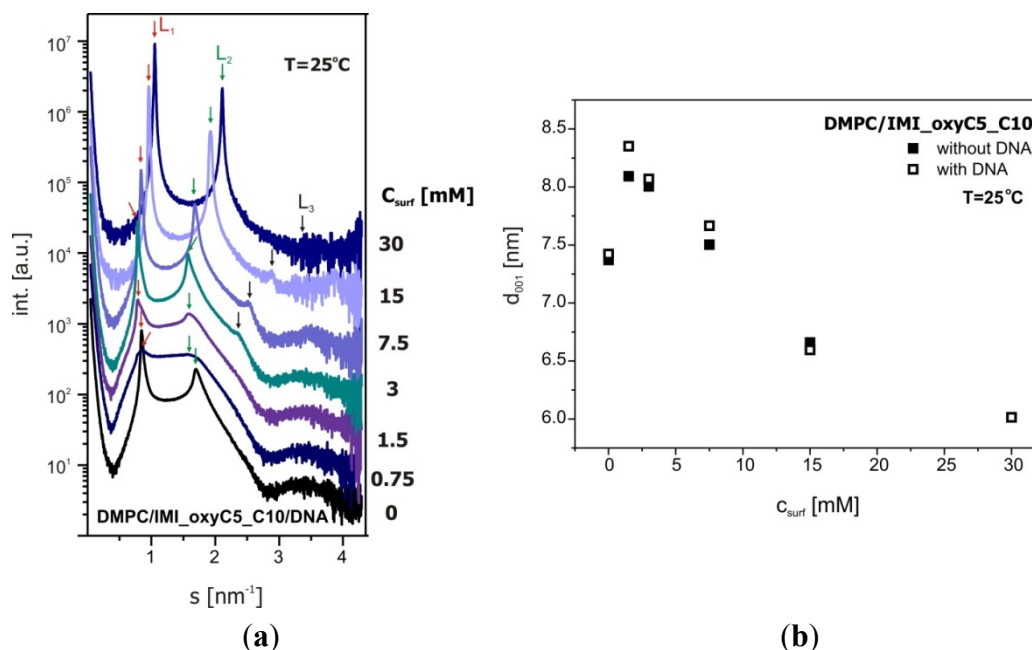 10⁷
10⁶
10⁵
10⁴
10³
10²
10¹
int. [a.u.]
L₁
L₂
L₃
T=25°C
C_surf [mM]
30
15
7.5
3
1.5
0.75
0
DMPC/IMI_oxyC5_C10/DNA
1 2 3 4
s [nm⁻¹]
(a)
8.5
8.0
7.5
7.0
6.5
6.0
d₀₀₁ [nm]
DMPC/IMI_oxyC5_C10
without DNA
with DNA
T=25°C
0 5 10 15 20 25 30
c_surf [mM]
(b)